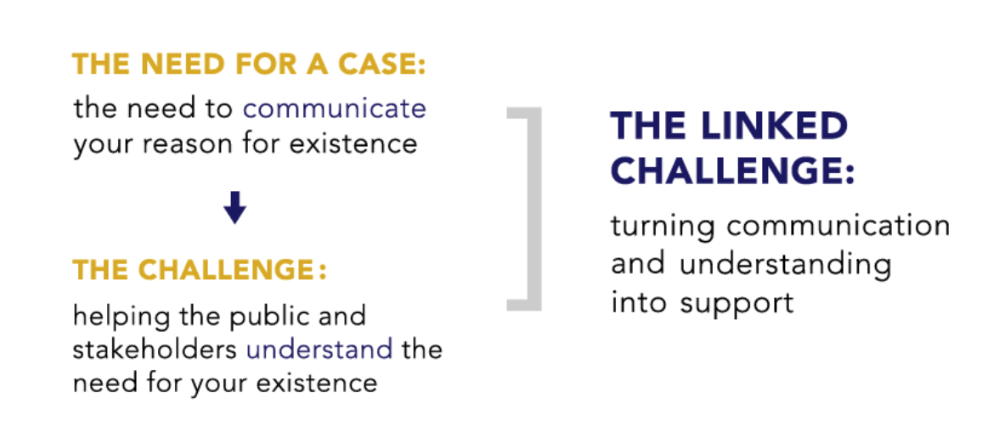 THE NEED FOR A CASE:
the need to communicate
your reason for existence
THE CHALLENGE:
helping the public and
stakeholders understand the
need for your existence
THE LINKED
CHALLENGE:
turning communication
and understanding
into support